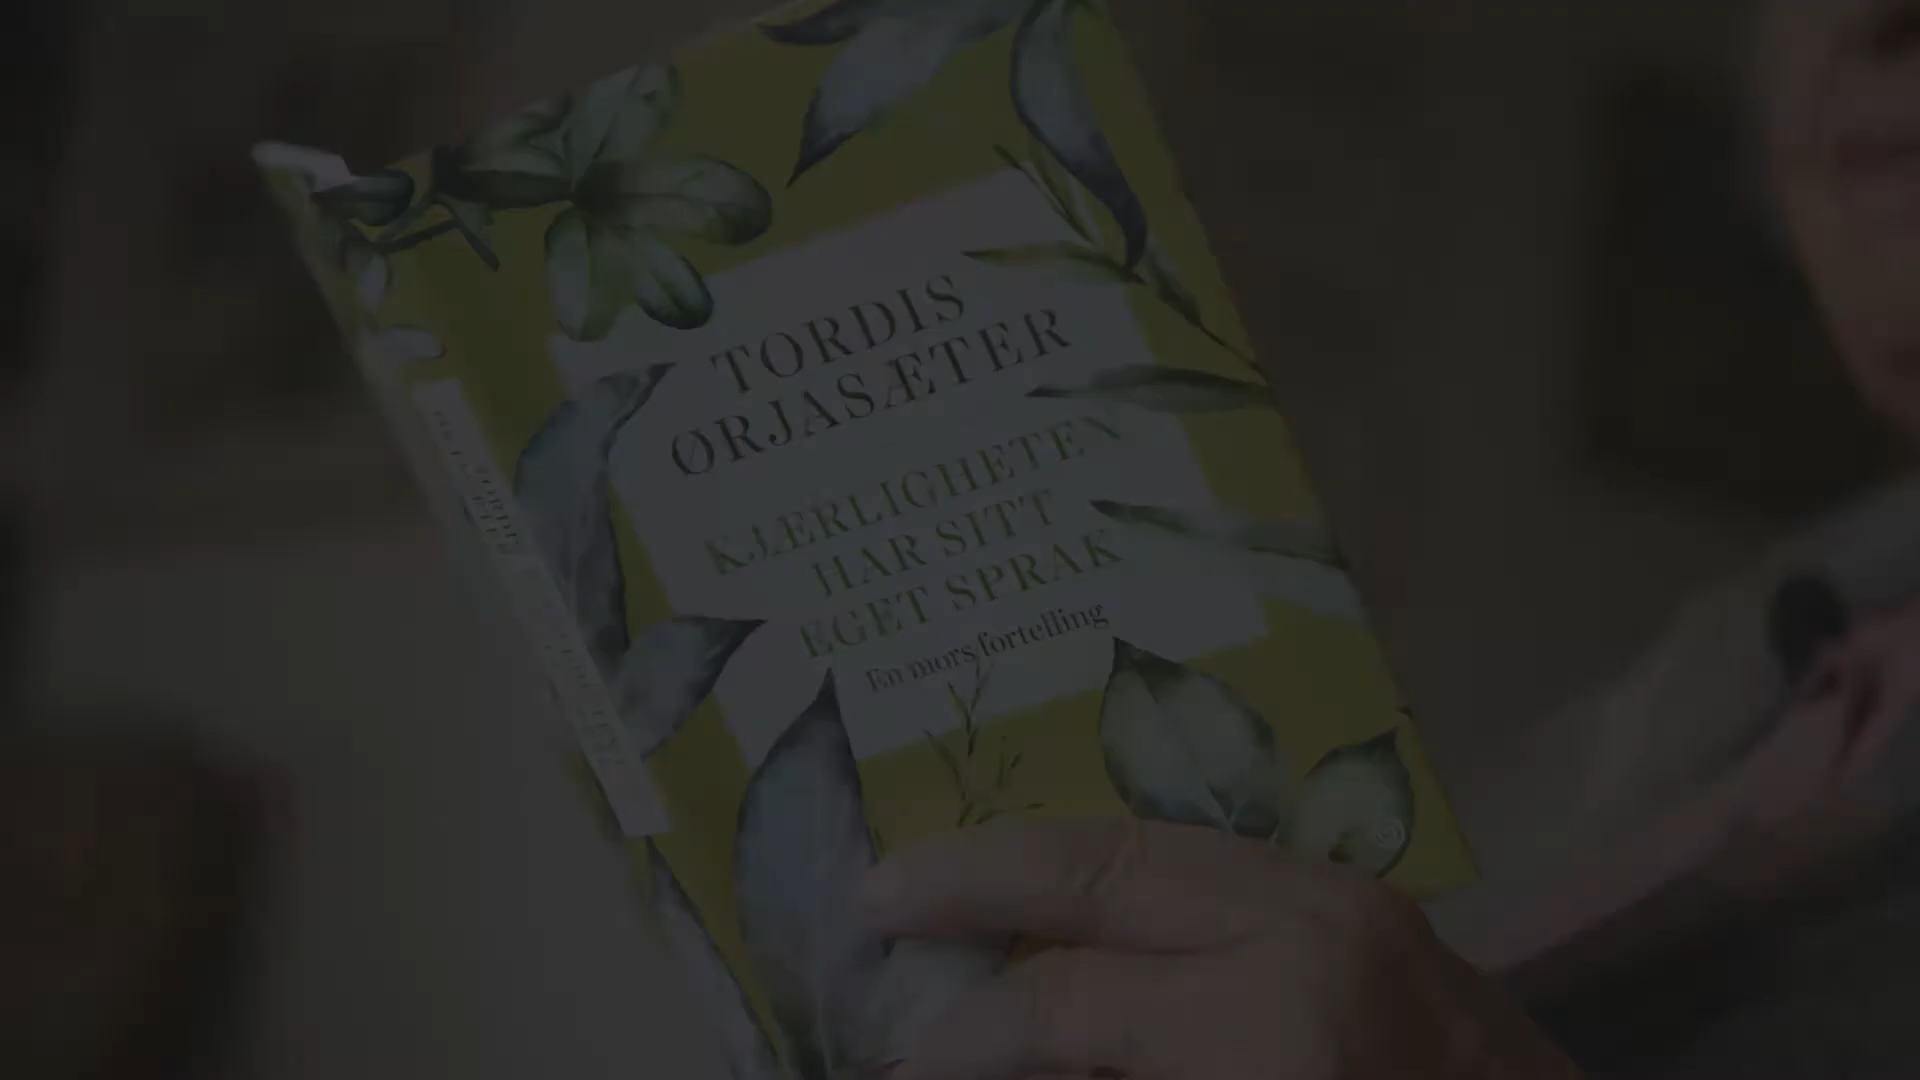 TORDIS
ØRJASÆTER
KJÆRLIGHETEN
HAR SITT
EGET SPRÅK
En mors fortelling